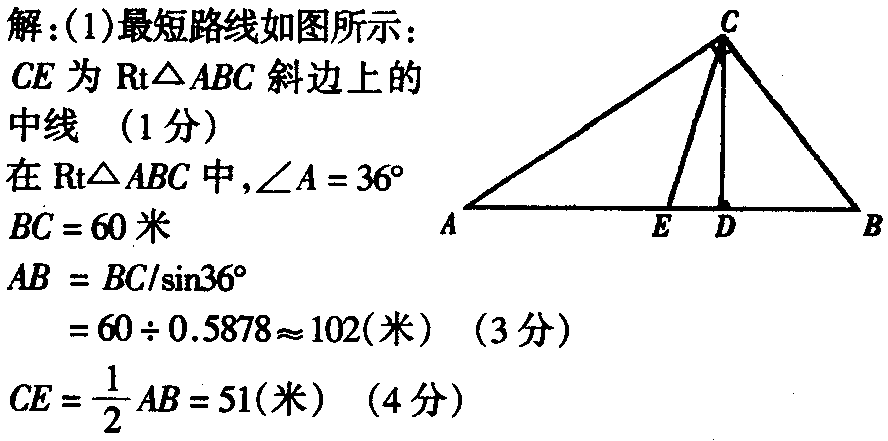 解:(1)最短路线如图所示:
CE 为 Rt△ABC 斜边上的
中线 (1分)
在 Rt△ABC 中,∠A = 36°
BC = 60 米
AB = BC/sin36°
= 60 ÷ 0.5878 ≈ 102(米) (3分)
CE = \frac{1}{2} AB = 51(米) (4分)
C
A
E
D
B